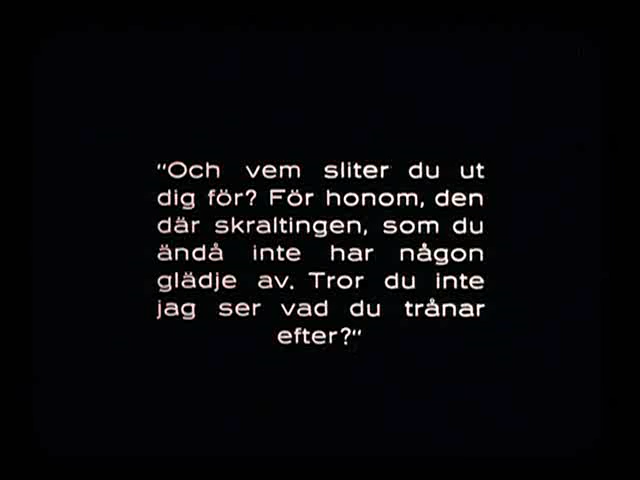 "Och vem sliter du ut
dig för? För honom, den
där skraltingen, som du
ändå inte har någon
glädje av. Tror du inte
jag ser vad du trånar
efter?"